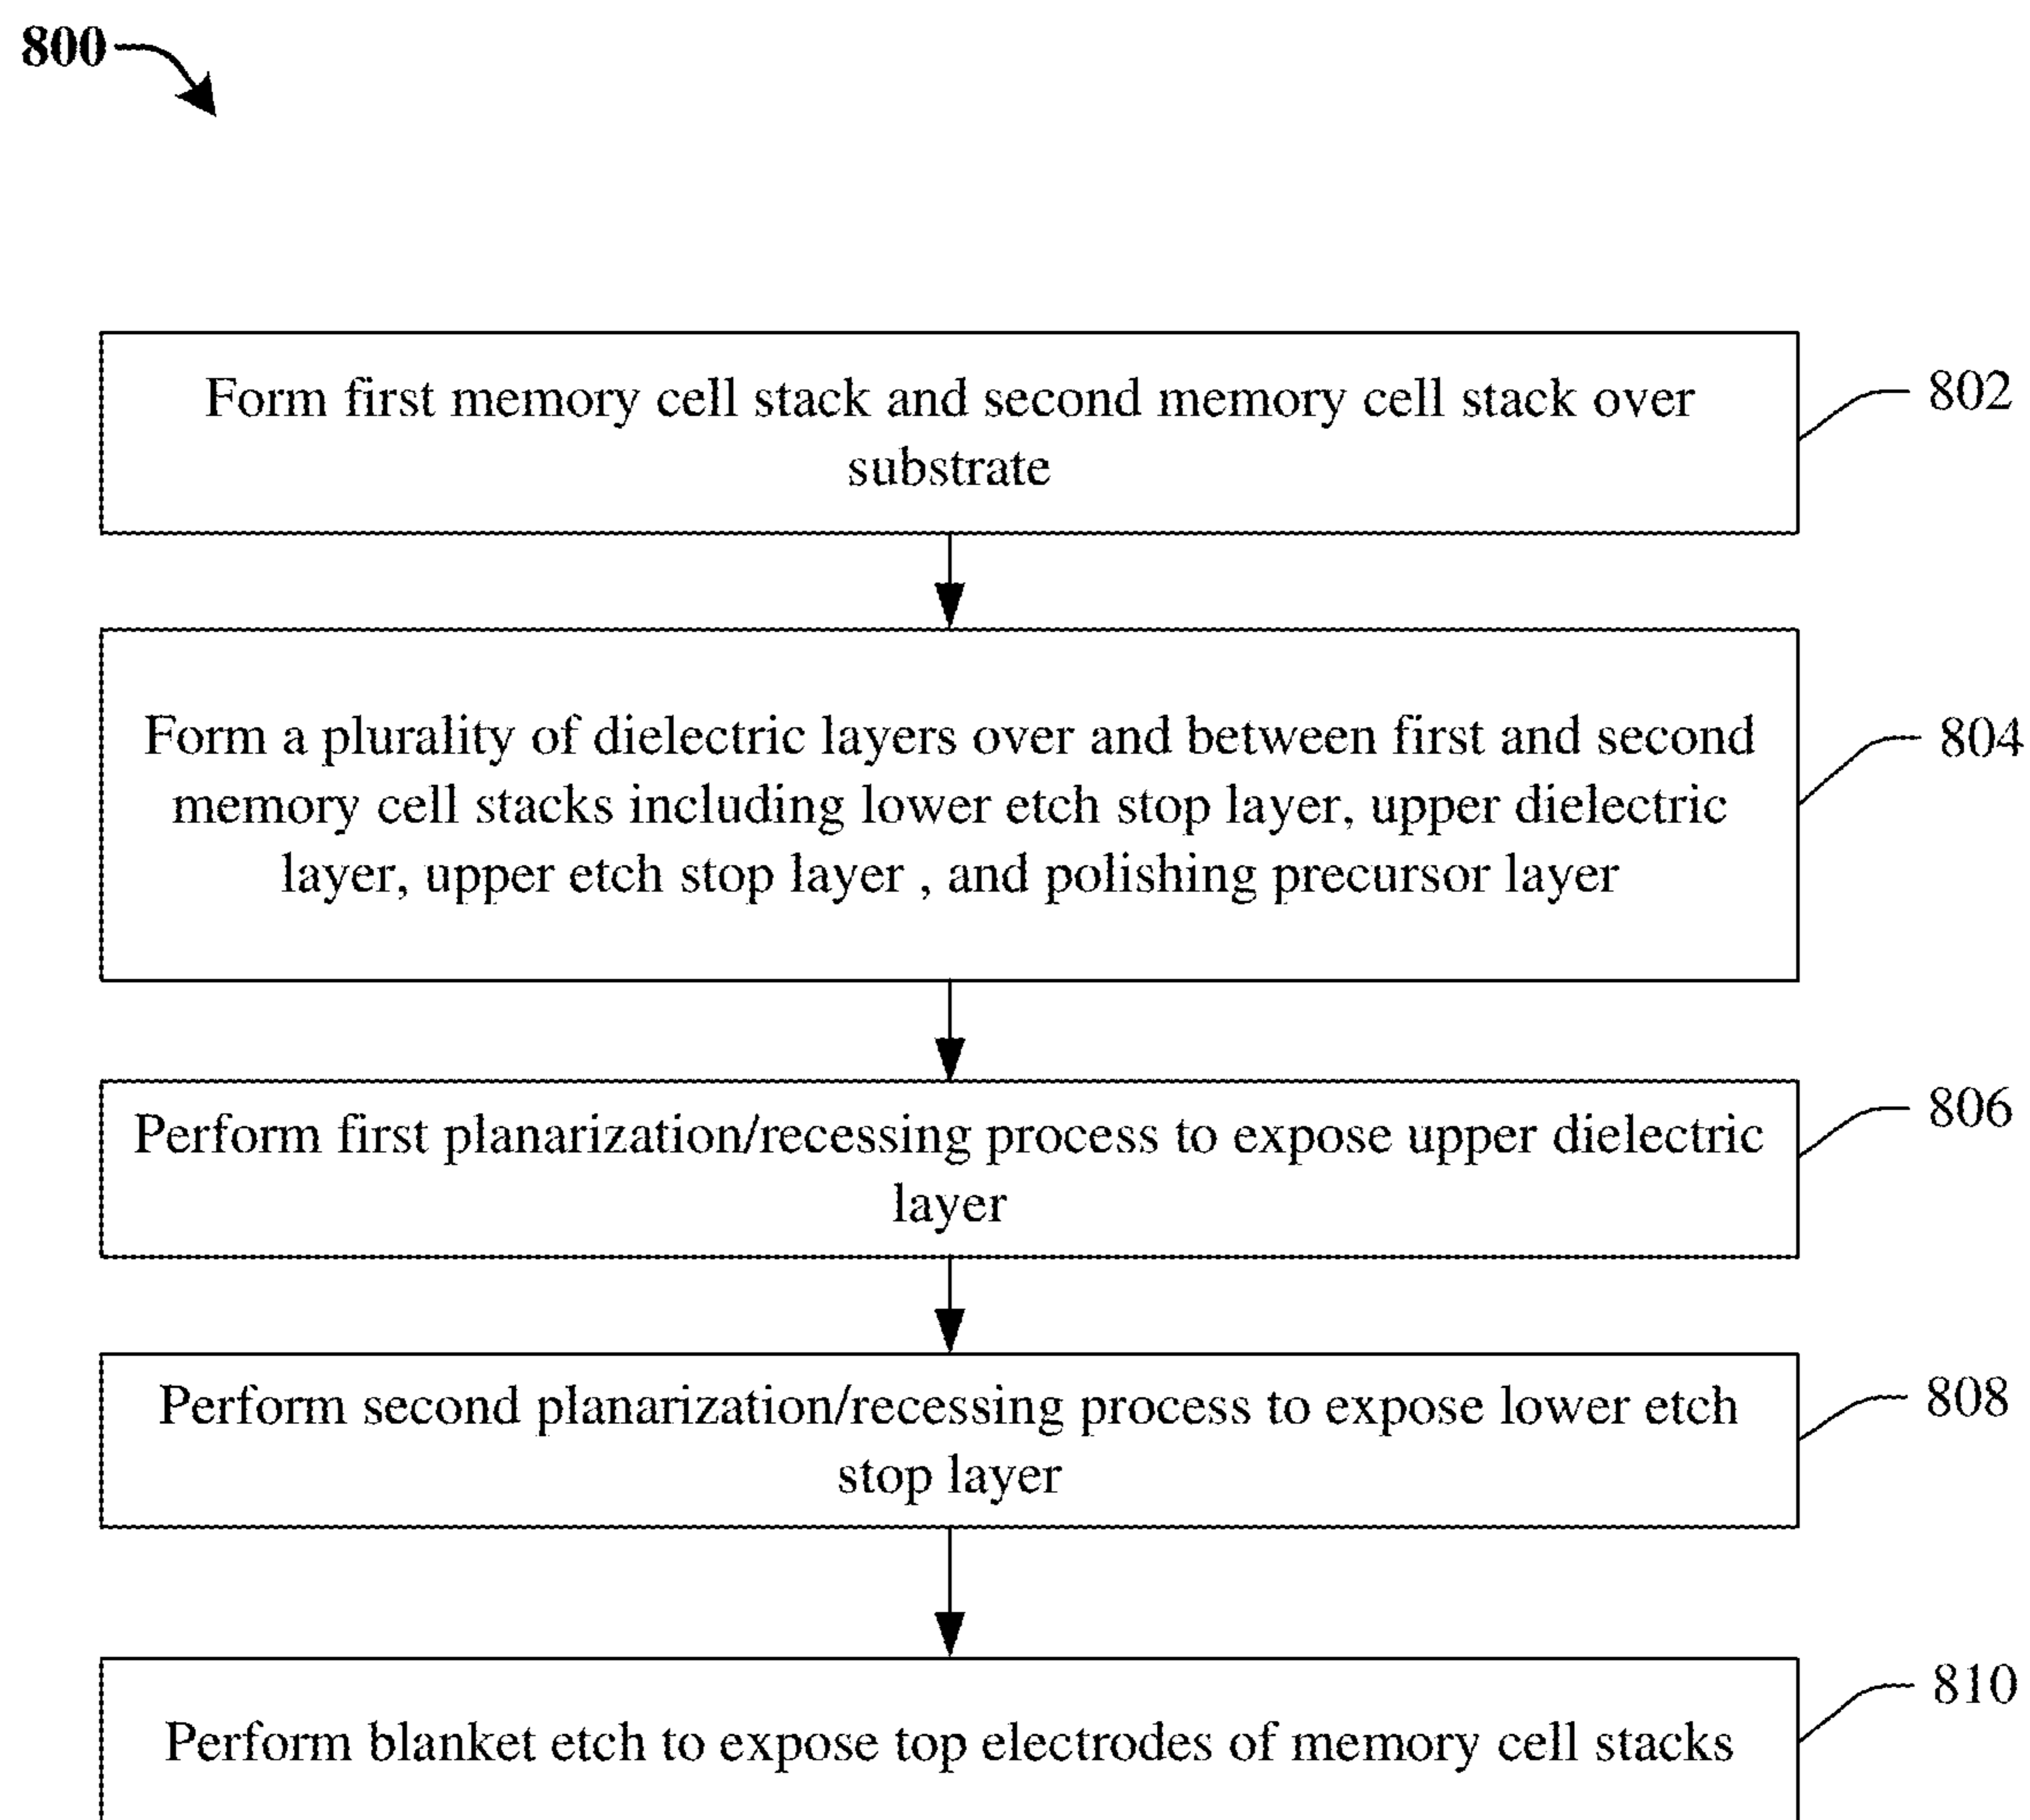 800
Form first memory cell stack and second memory cell stack over
substrate
802
Form a plurality of dielectric layers over and between first and second
memory cell stacks including lower etch stop layer, upper dielectric
layer, upper etch stop layer , and polishing precursor layer
804
Perform first planarization/recessing process to expose upper dielectric
layer
806
Perform second planarization/recessing process to expose lower etch
stop layer
808
Perform blanket etch to expose top electrodes of memory cell stacks
810